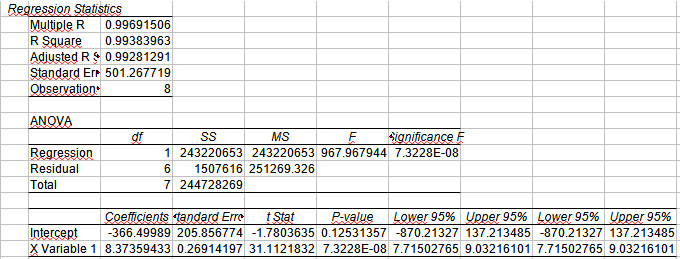 Regression Statistics
Multiple R 0.99691506
R Square 0.99383963
Adjusted R S 0.99281291
Standard Err 501.267719
Observation 8
ANOVA
df SS MS F Significance F
Regression 1 243220653 243220653 967.967944 7.3228E-08
Residual 6 1507616 251269.326
Total 7 244728269
Coefficients tandard Erro t Stat P-value Lower 95% Upper 95% Lower 95% Upper 95%
Intercept -366.49989 205.856774 -1.7803635 0.12531357 -870.21327 137.213485 -870.21327 137.213485
X Variable 1 8.37359433 0.26914197 31.1121832 7.3228E-08 7.71502765 9.03216101 7.71502765 9.03216101